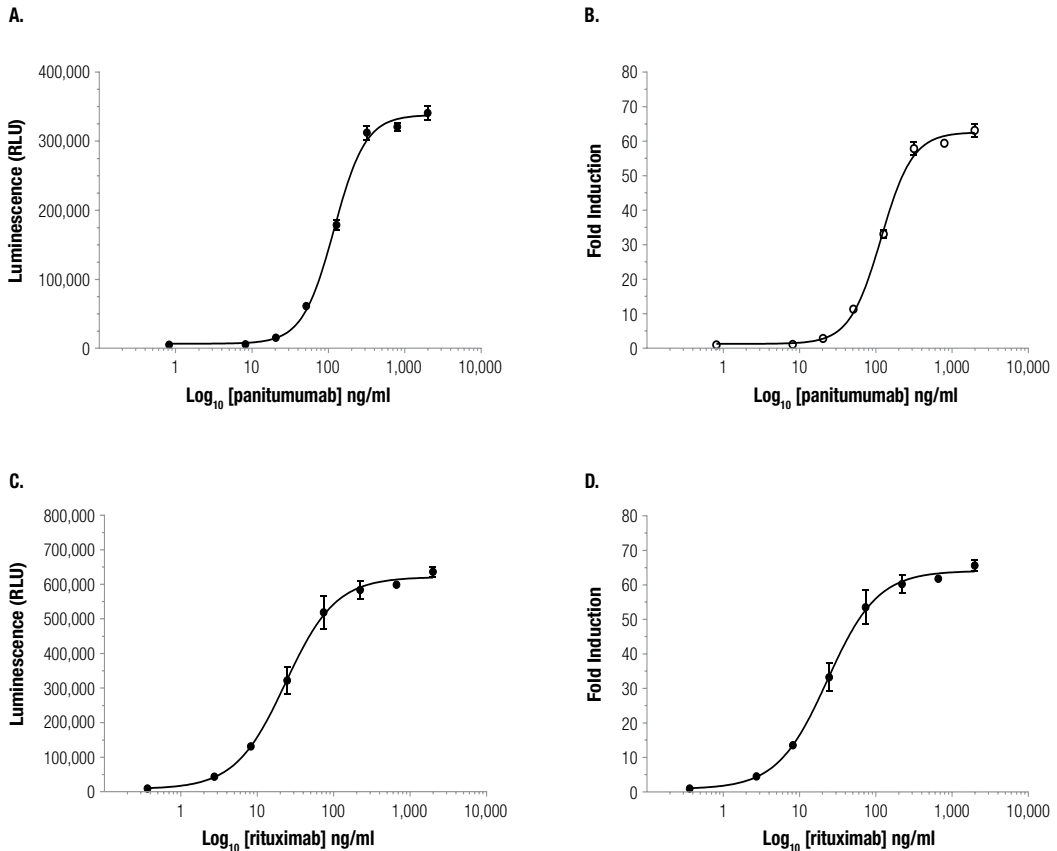 A.
Luminescence (RLU)
400,000
300,000
200,000
100,000
0
1 10 100 1,000 10,000
Log10 [panitumumab] ng/ml
B.
Fold Induction
80
70
60
50
40
30
20
10
0
1 10 100 1,000 10,000
Log10 [panitumumab] ng/ml
C.
Luminescence (RLU)
800,000
700,000
600,000
500,000
400,000
300,000
200,000
100,000
0
1 10 100 1,000 10,000
Log10 [rituximab] ng/ml
D.
Fold Induction
80
70
60
50
40
30
20
10
0
1 10 100 1,000 10,000
Log10 [rituximab] ng/ml